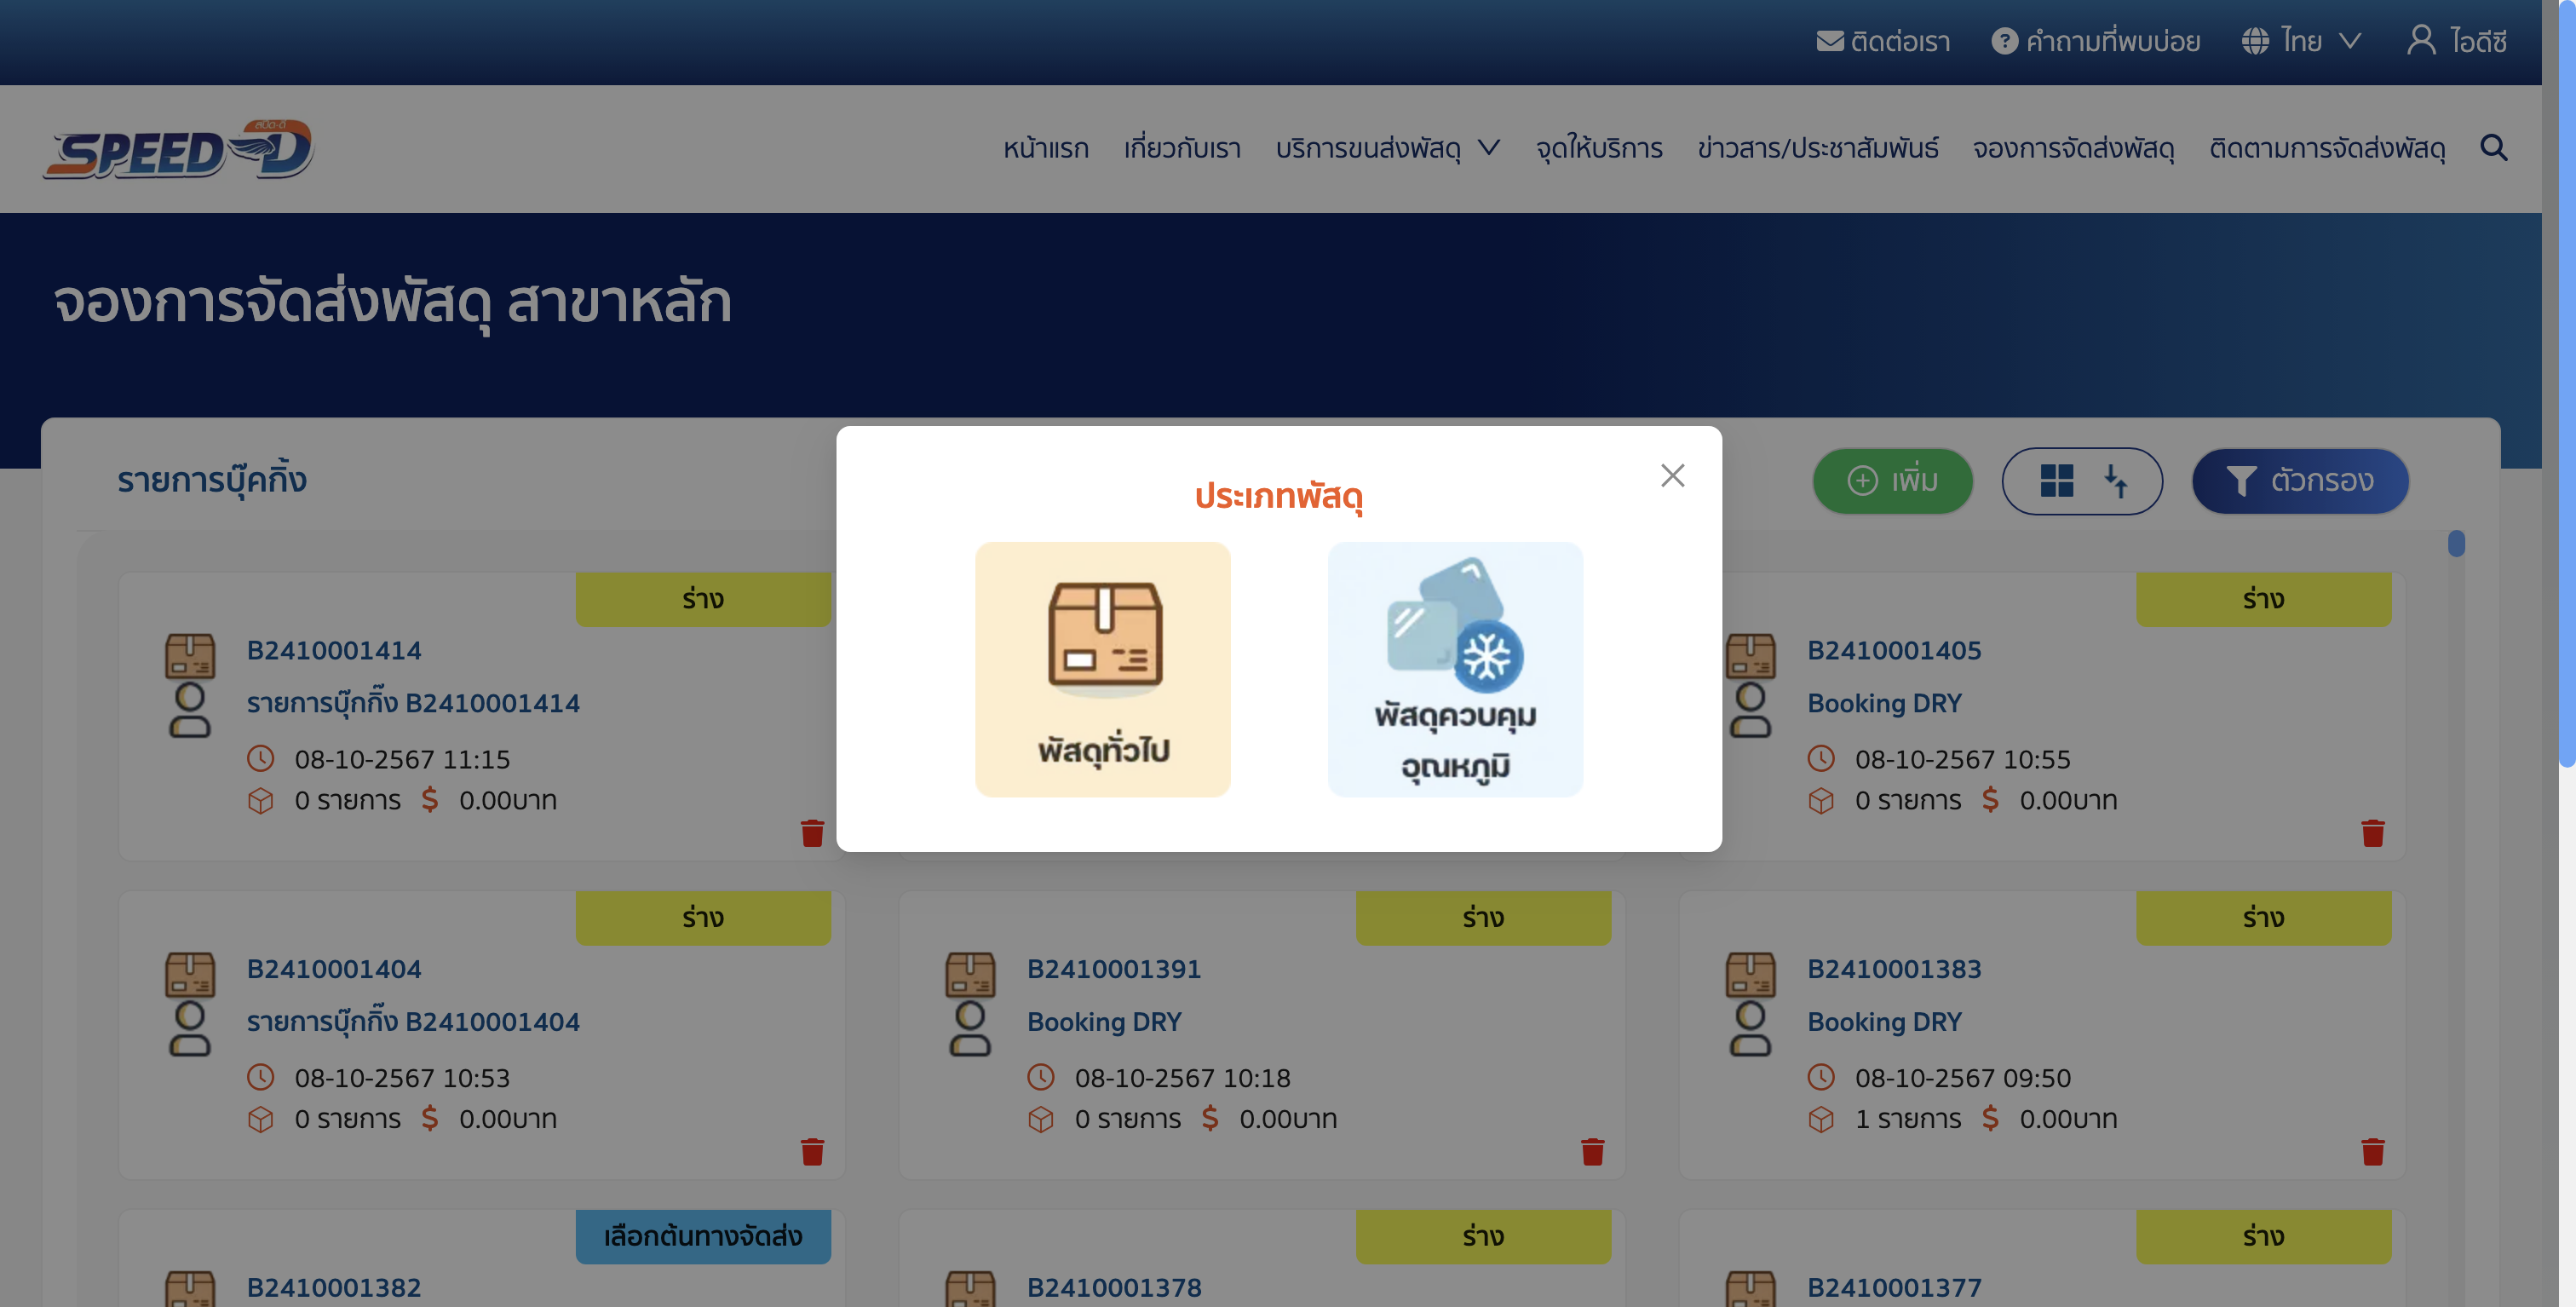 ติดต่อเรา คำถามที่พบบ่อย ไทย ไอดีซี
สปีด-ดี
SPEED-D
หน้าแรก เกี่ยวกับเรา บริการขนส่งพัสดุ จุดให้บริการ ข่าวสาร/ประชาสัมพันธ์ จองการจัดส่งพัสดุ ติดตามการจัดส่งพัสดุ
จองการจัดส่งพัสดุ สาขาหลัก
รายการบุ๊คกิ้ง
เพิ่ม ตัวกรอง
ประเภทพัสดุ
พัสดุทั่วไป
พัสดุควบคุม
อุณหภูมิ
ร่าง
B2410001414
รายการบุ๊กกิ๊ง B2410001414
08-10-2567 11:15
0 รายการ $ 0.00บาท
ร่าง
B2410001405
Booking DRY
08-10-2567 10:55
0 รายการ $ 0.00บาท
ร่าง
B2410001404
รายการบุ๊กกิ๊ง B2410001404
08-10-2567 10:53
0 รายการ $ 0.00บาท
ร่าง
B2410001391
Booking DRY
08-10-2567 10:18
0 รายการ $ 0.00บาท
ร่าง
B2410001383
Booking DRY
08-10-2567 09:50
1 รายการ $ 0.00บาท
เลือกต้นทางจัดส่ง
B2410001382
ร่าง
B2410001378
ร่าง
B2410001377